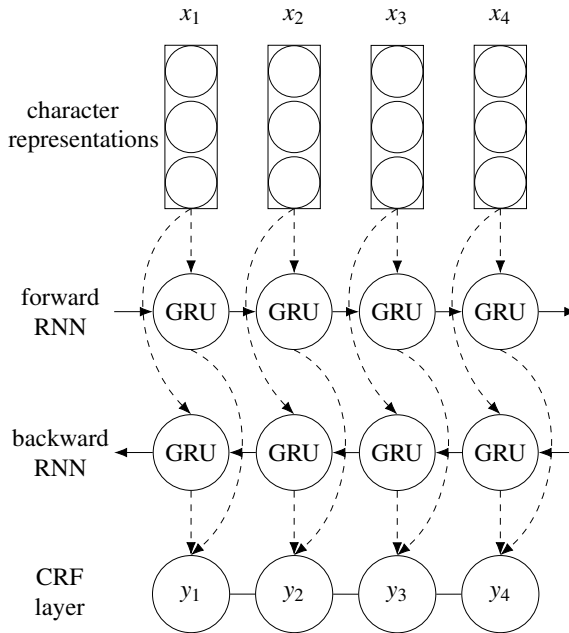 x₁ x₂ x₃ x₄
character
representations
forward
RNN
GRU GRU GRU GRU
backward
RNN
GRU GRU GRU GRU
CRF
layer
y₁ y₂ y₃ y₄